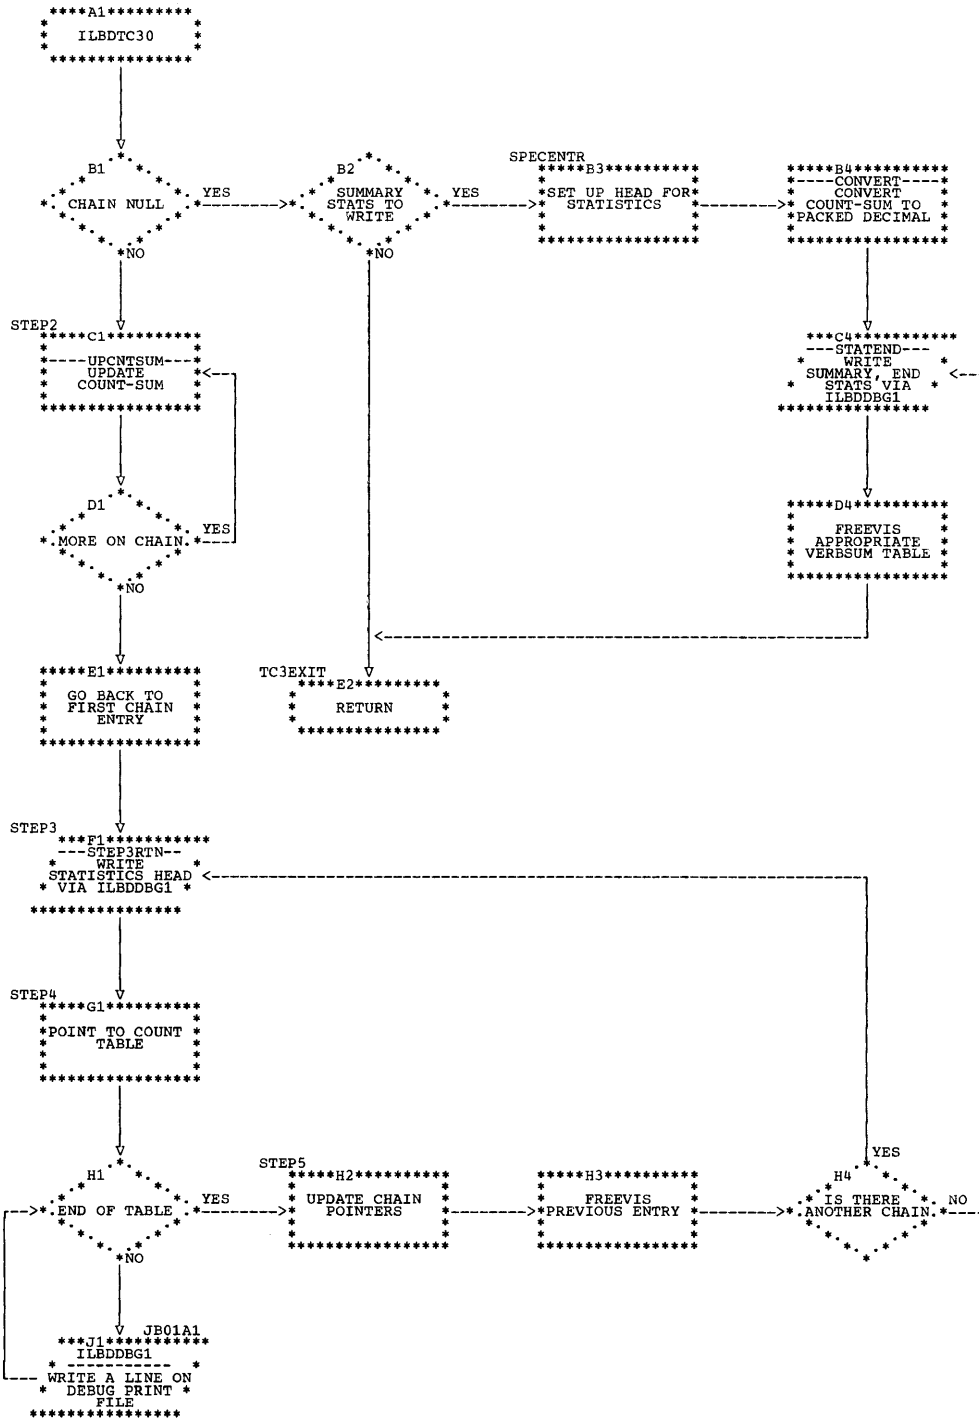 A1
ILBDTC30
B1
CHAIN NULL
YES
NO
B2
SUMMARY
STATS TO
WRITE
YES
NO
SPECENTR
B3
SET UP HEAD FOR
STATISTICS
B4
CONVERT
CONVERT
COUNT-SUM TO
PACKED DECIMAL
STEP2
C1
UPCNTSUM
UPDATE
COUNT-SUM
C4
STATEND
WRITE
SUMMARY, END
STATS VIA
ILBDDBG1
D1
MORE ON CHAIN
YES
NO
D4
FREEVIS
APPROPRIATE
VERBSUM TABLE
E1
GO BACK TO
FIRST CHAIN
ENTRY
TC3EXIT
E2
RETURN
STEP3
F1
STEP3RTN
WRITE
STATISTICS HEAD
VIA ILBDDBG1
STEP4
G1
POINT TO COUNT
TABLE
H1
END OF TABLE
YES
NO
STEP5
H2
UPDATE CHAIN
POINTERS
H3
FREEVIS
PREVIOUS ENTRY
H4
IS THERE
ANOTHER CHAIN
YES
NO
JB01A1
J1
ILBDDBG1
WRITE A LINE ON
DEBUG PRINT
FILE